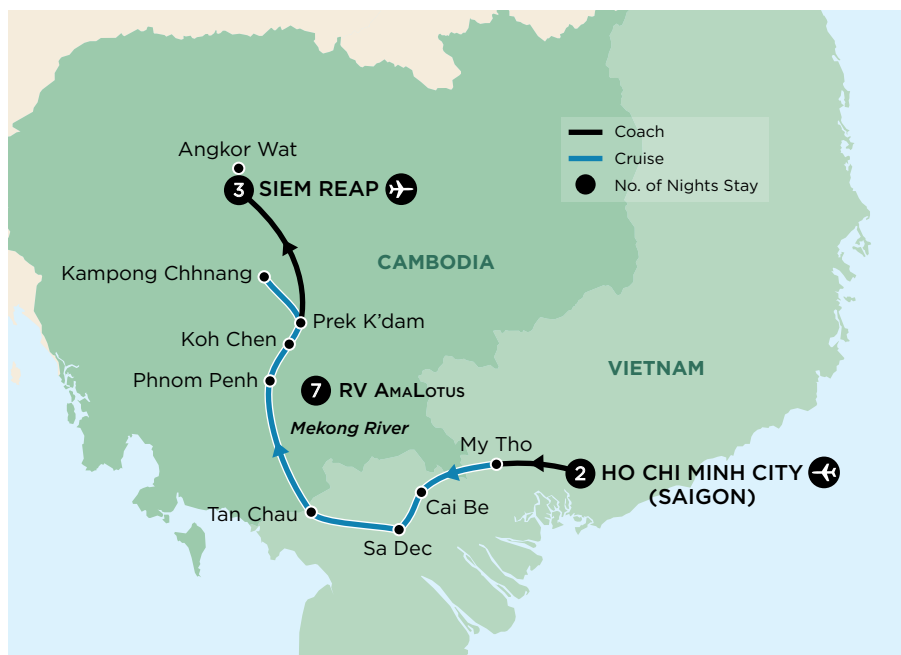 Coach
Cruise
No. of Nights Stay
Angkor Wat
3 SIEM REAP
CAMBODIA
Kampong Chhnang
Prek K'dam
Koh Chen
VIETNAM
Phnom Penh
7 RV AMALOTUS
Mekong River
My Tho
2 HO CHI MINH CITY
(SAIGON)
Cai Be
Tan Chau
Sa Dec